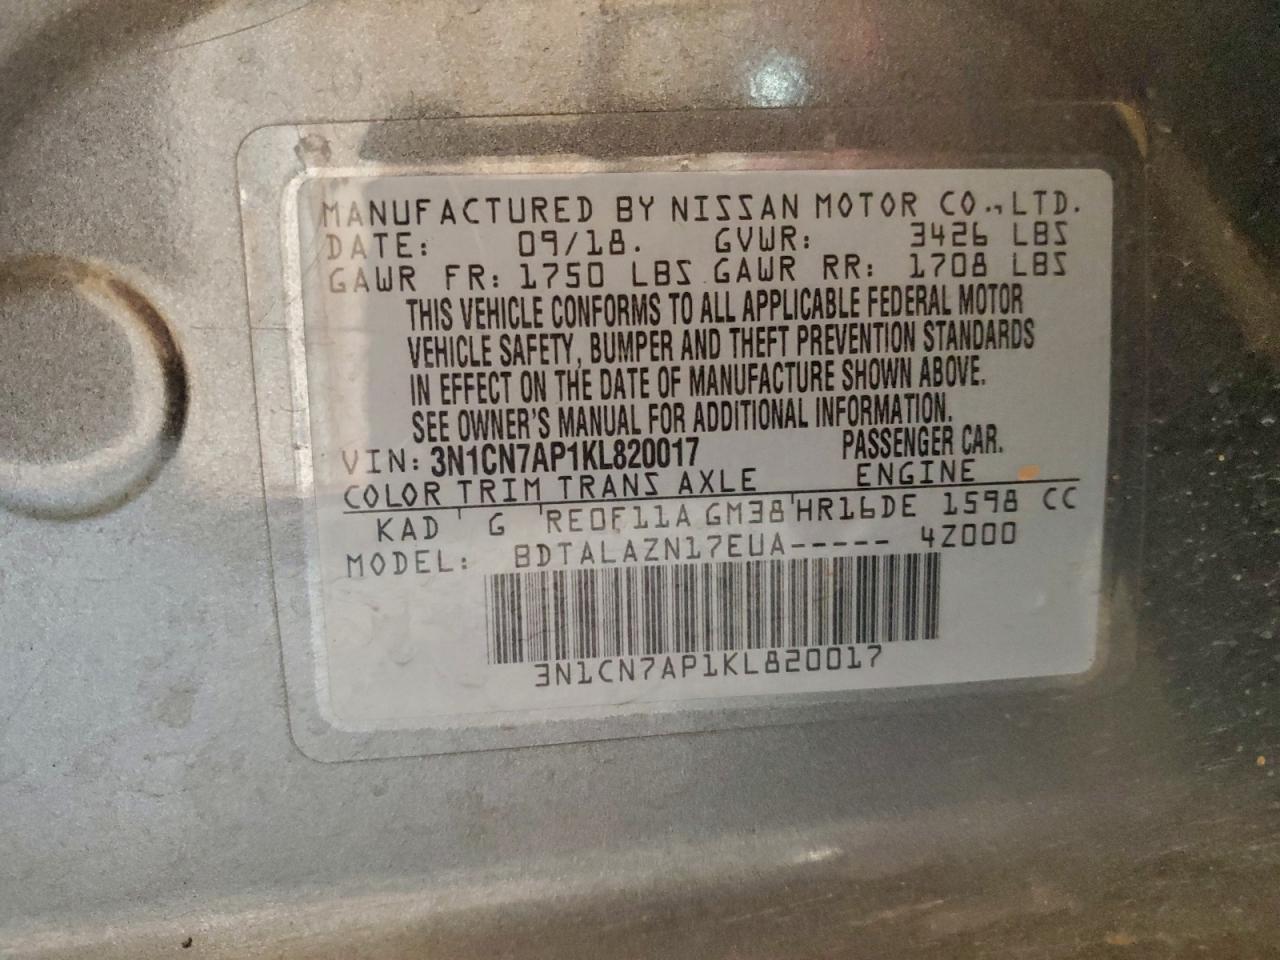 MANUFACTURED BY NISSAN MOTOR CO., LTD.
DATE: 09/18. GVWR: 3426 LBS
GAWR FR: 1750 LBS GAWR RR: 1708 LBS
THIS VEHICLE CONFORMS TO ALL APPLICABLE FEDERAL MOTOR
VEHICLE SAFETY, BUMPER AND THEFT PREVENTION STANDARDS
IN EFFECT ON THE DATE OF MANUFACTURE SHOWN ABOVE.
SEE OWNER'S MANUAL FOR ADDITIONAL INFORMATION.
VIN: 3N1CN7AP1KL820017 PASSENGER CAR.
COLOR TRIM TRANS AXLE ENGINE
KAD G RE0F11A GM38 HR16DE 1598 CC
MODEL: BDTALAZN17EUA----- 4Z000
3N1CN7AP1KL820017